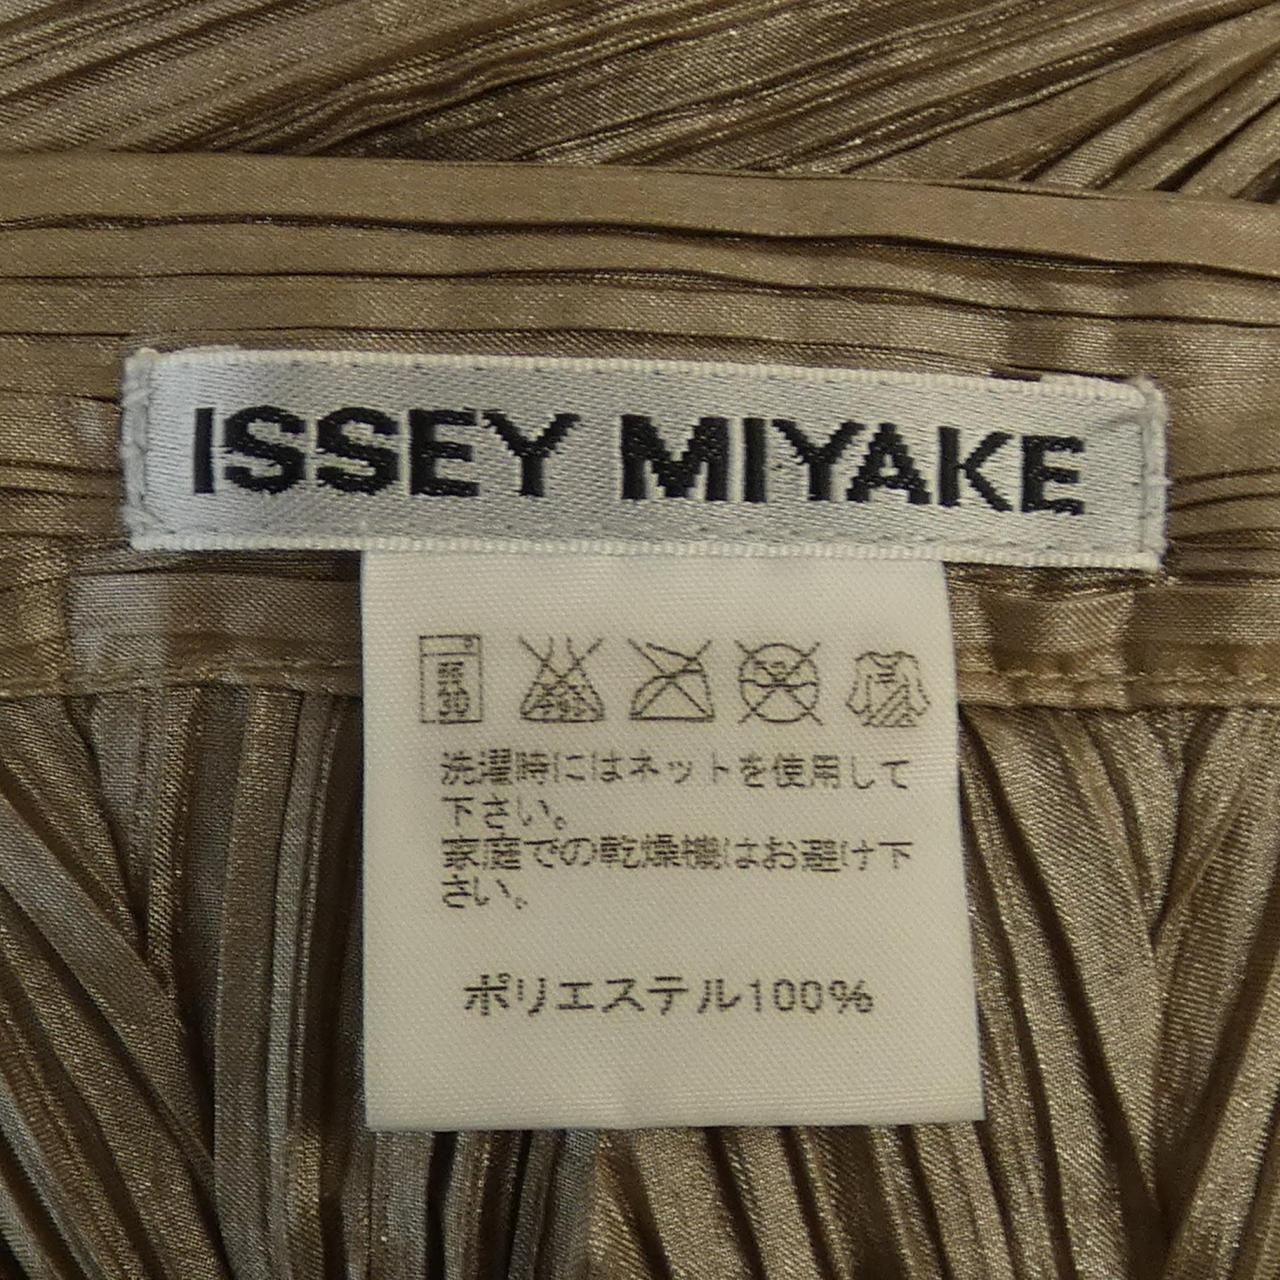 ISSEY MIYAKE
洗濯時にはネットを使用して
下さい。
家庭での乾燥機はお避け下
さい。
ポリエステル100%